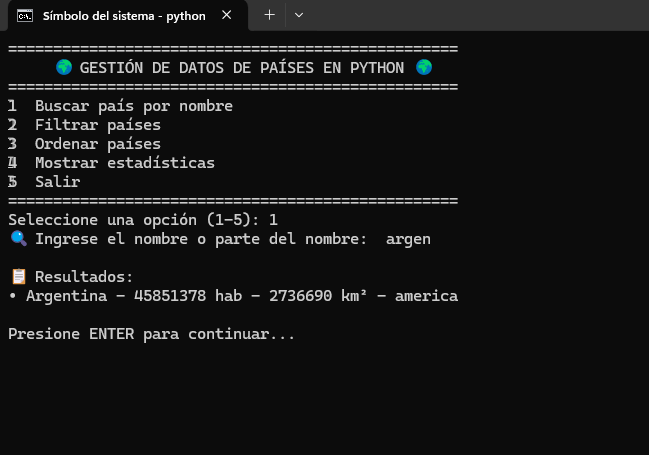 Símbolo del sistema - python
==================================================
🌍 GESTIÓN DE DATOS DE PAÍSES EN PYTHON 🌍
==================================================
1 Buscar país por nombre
2 Filtrar países
3 Ordenar países
4 Mostrar estadísticas
5 Salir
==================================================
Seleccione una opción (1-5): 1
🔍 Ingrese el nombre o parte del nombre: argen
📋 Resultados:
• Argentina - 45851378 hab - 2736690 km² - america
Presione ENTER para continuar...